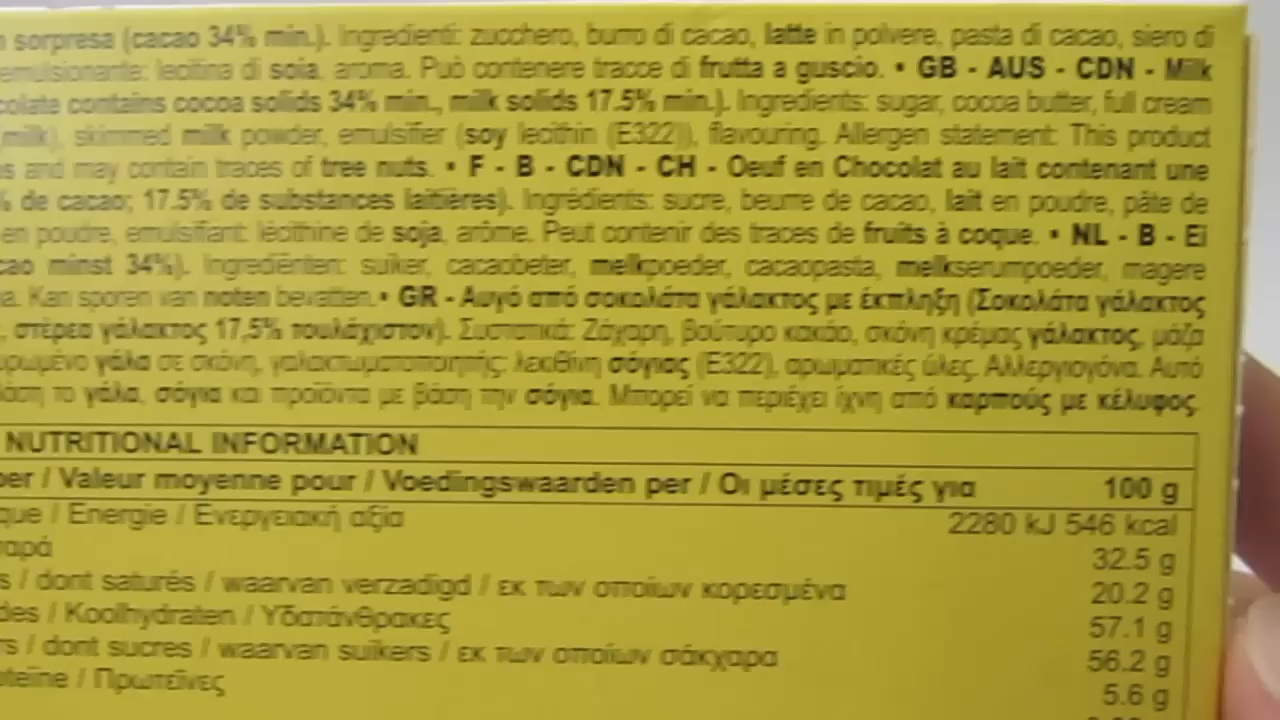 sorpresa (cacao 34% min.). Ingredienti: zucchero, burro di cacao, latte in polvere, pasta di cacao, siero di
emulsionante: lecitina di soia, aroma. Può contenere tracce di frutta a guscio. • GB - AUS - CDN - Milk
colate contains cocoa solids 34% min., milk solids 17.5% min.). Ingredients: sugar, cocoa butter, full cream
milk), skimmed milk powder, emulsifier (soy lecithin (E322)), flavouring. Allergen statement: This product
s and may contain traces of tree nuts. • F - B - CDN - CH - Oeuf en Chocolat au lait contenant une
% de cacao; 17.5% de substances laitières). Ingrédients: sucre, beurre de cacao, lait en poudre, pâte de
en poudre, emulsifiant: lécithine de soja, arôme. Peut contenir des traces de fruits à coque. • NL - B - Ei
cao minst 34%). Ingrediënten: suiker, cacaobeter, melkpoeder, cacaopasta, melkserumpoeder, magere
a. Kan sporen van noten bevatten. • GR - Αυγό από σοκολάτα γάλακτος με έκπληξη (Σοκολάτα γάλακτος
, στέρεα γάλακτος 17,5% τουλάχιστον). Συστατικά: Ζάχαρη, βούτυρο κακάο, σκόνη κρέμας γάλακτος, μάζα
υρωμένο γάλα σε σκόνη, γαλακτωματοποιητής: λεκιθίνη σόγιας (E322), αρωματικές ύλες. Αλλεργιογόνα: Αυτό
άση το γάλα, σόγια και προϊόντα με βάση την σόγια. Μπορεί να περιέχει ίχνη από καρπούς με κέλυφος.
NUTRITIONAL INFORMATION
per / Valeur moyenne pour / Voedingswaarden per / Οι μέσες τιμές για 100 g
que / Energie / Ενεργειακή αξία 2280 kJ 546 kcal
παρά 32.5 g
s / dont saturés / waarvan verzadigd / εκ των οποίων κορεσμένα 20.2 g
des / Koolhydraten / Υδατάνθρακες 57.1 g
rs / dont sucres / waarvan suikers / εκ των οποίων σάκχαρα 56.2 g
oteïne / Πρωτεΐνες 5.6 g